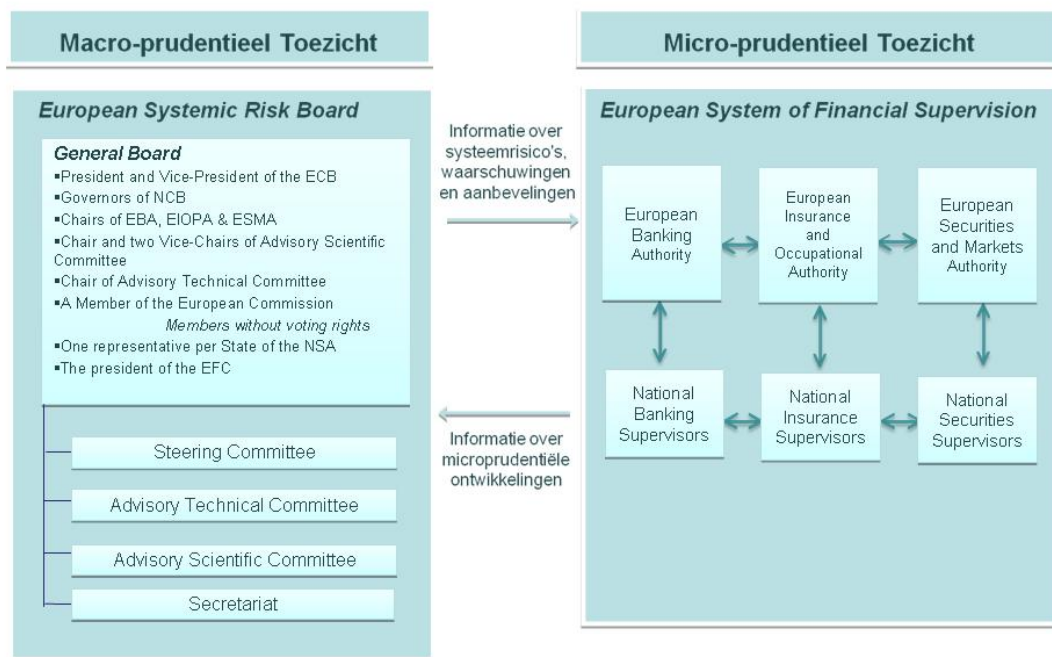 Macro-prudentieel Toezicht
European Systemic Risk Board
General Board
▪President and Vice-President of the ECB
▪Governors of NCB
▪Chairs of EBA, EIOPA & ESMA
▪Chair and two Vice-Chairs of Advisory Scientific
Committee
▪Chair of Advisory Technical Committee
▪A Member of the European Commission
Members without voting rights
▪One representative per State of the NSA
▪The president of the EFC
Steering Committee
Advisory Technical Committee
Advisory Scientific Committee
Secretariat
Informatie over
systeemrisico's,
waarschuwingen
en aanbevelingen
Informatie over
microprudentiële
ontwikkelingen
Micro-prudentieel Toezicht
European System of Financial Supervision
European
Banking
Authority
European
Insurance
and
Occupational
Authority
European
Securities
and Markets
Authority
National
Banking
Supervisors
National
Insurance
Supervisors
National
Securities
Supervisors